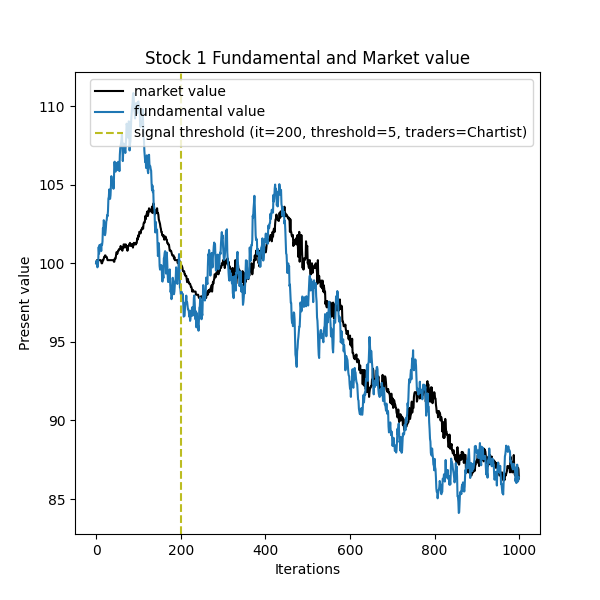 Stock 1 Fundamental and Market value
market value
fundamental value
signal threshold (it=200, threshold=5, traders=Chartist)
110
105
100
95
90
85
Present value
0 200 400 600 800 1000
Iterations